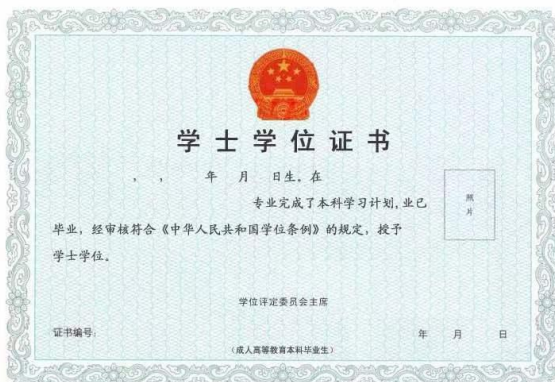 学士学位证书
， ， 年 月 日生。在
专业完成了本科学习计划，业已
毕业，经审核符合《中华人民共和国学位条例》的规定，授予
学士学位。
照片
学位评定委员会主席
证书编号： 年 月 日
（成人高等教育本科毕业生）